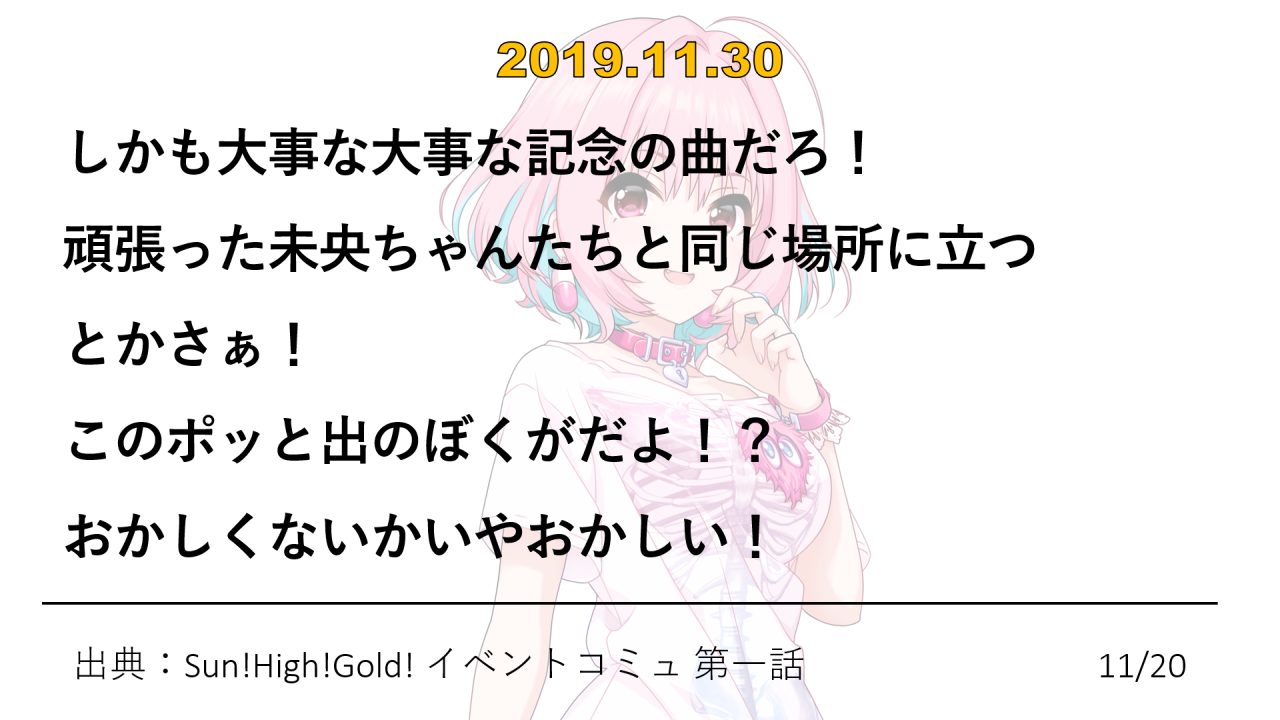 2019.11.30
しかも大事な大事な記念の曲だろ！
頑張った未央ちゃんたちと同じ場所に立つ
とかさぁ！
このポッと出のぼくがだよ！？
おかしくないかいやおかしい！
出典：Sun!High!Gold! イベントコミュ 第一話
11/20